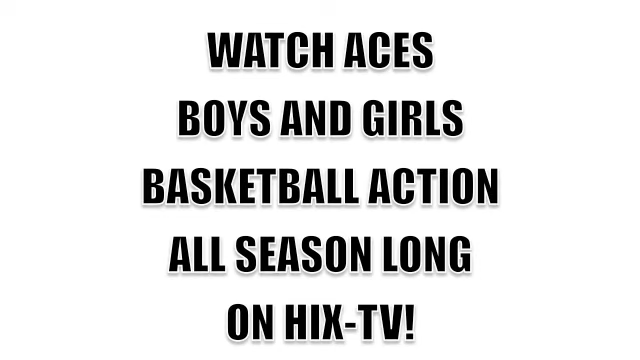 WATCH ACES
BOYS AND GIRLS
BASKETBALL ACTION
ALL SEASON LONG
ON HIX-TV!